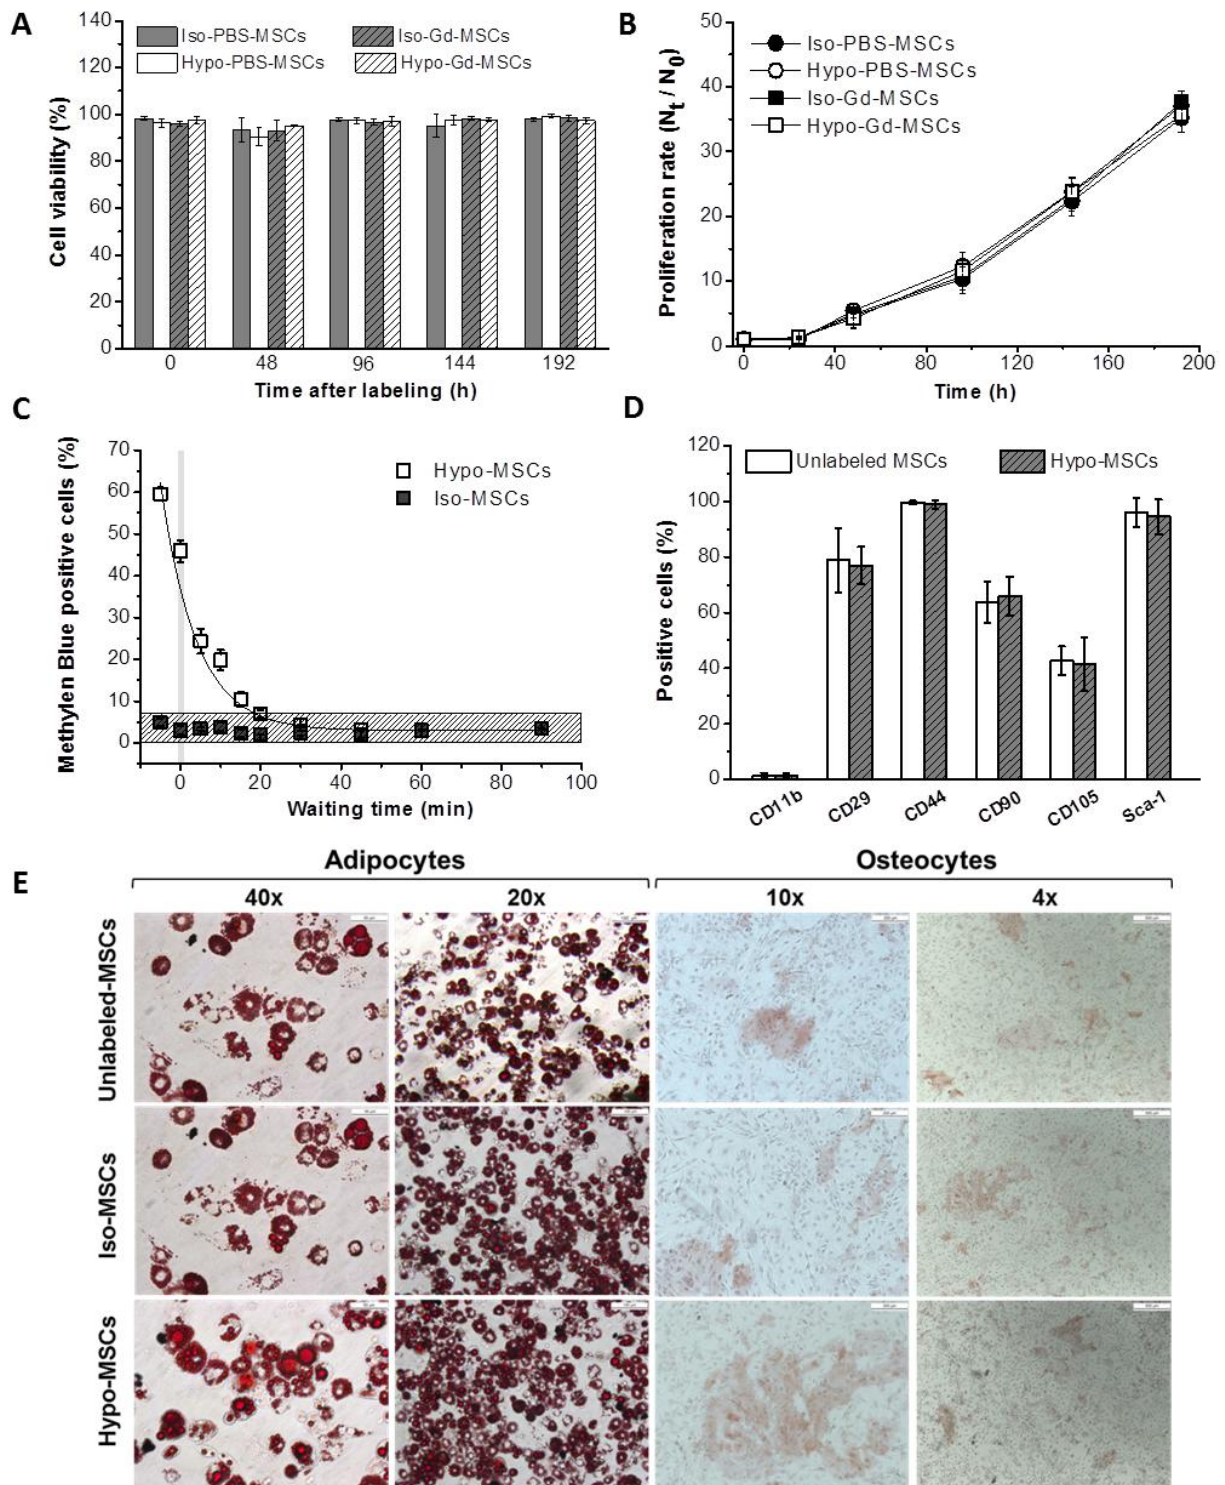 A
140
120
100
80
60
40
20
0
Cell viability (%)
Iso-PBS-MSCs
Iso-Gd-MSCs
Hypo-PBS-MSCs
Hypo-Gd-MSCs
0 48 96 144 192
Time after labeling (h)
B
50
40
30
20
10
0
Proliferation rate (Nt / N0)
Iso-PBS-MSCs
Hypo-PBS-MSCs
Iso-Gd-MSCs
Hypo-Gd-MSCs
0 40 80 120 160 200
Time (h)
C
70
60
50
40
30
20
10
0
Methylen Blue positive cells (%)
Hypo-MSCs
Iso-MSCs
0 20 40 60 80 100
Waiting time (min)
D
120
100
80
60
40
20
0
Positive cells (%)
Unlabeled MSCs
Hypo-MSCs
CD11b CD29 CD44 CD90 CD105 Sca-1
E
Adipocytes Osteocytes
40x 20x 10x 4x
Unlabeled-MSCs
Iso-MSCs
Hypo-MSCs